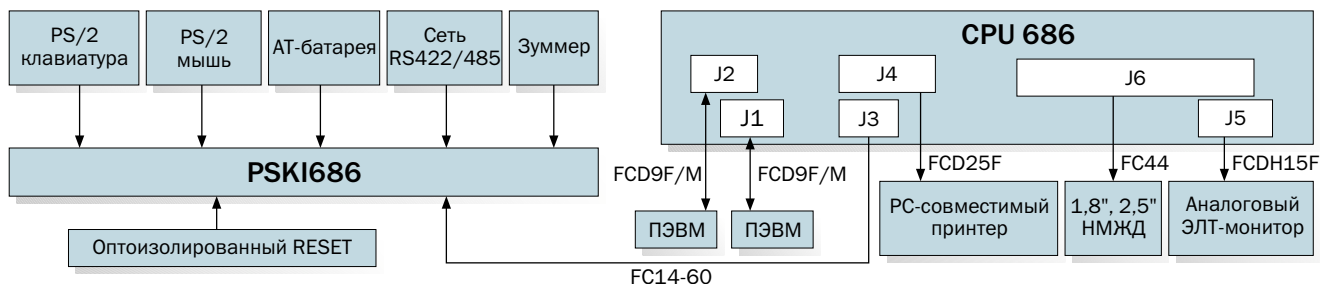 PS/2
клавиатура
PS/2
мышь
АТ-батарея
Сеть
RS422/485
Зуммер
PSKI686
Оптоизолированный RESET
CPU 686
J2
J4
J6
J1
J3
J5
FCD9F/M
FCD9F/M
FCD25F
FC44
FCDH15F
ПЭВМ
ПЭВМ
PC-совместимый
принтер
1,8", 2,5"
НМЖД
Аналоговый
ЭЛТ-монитор
FC14-60